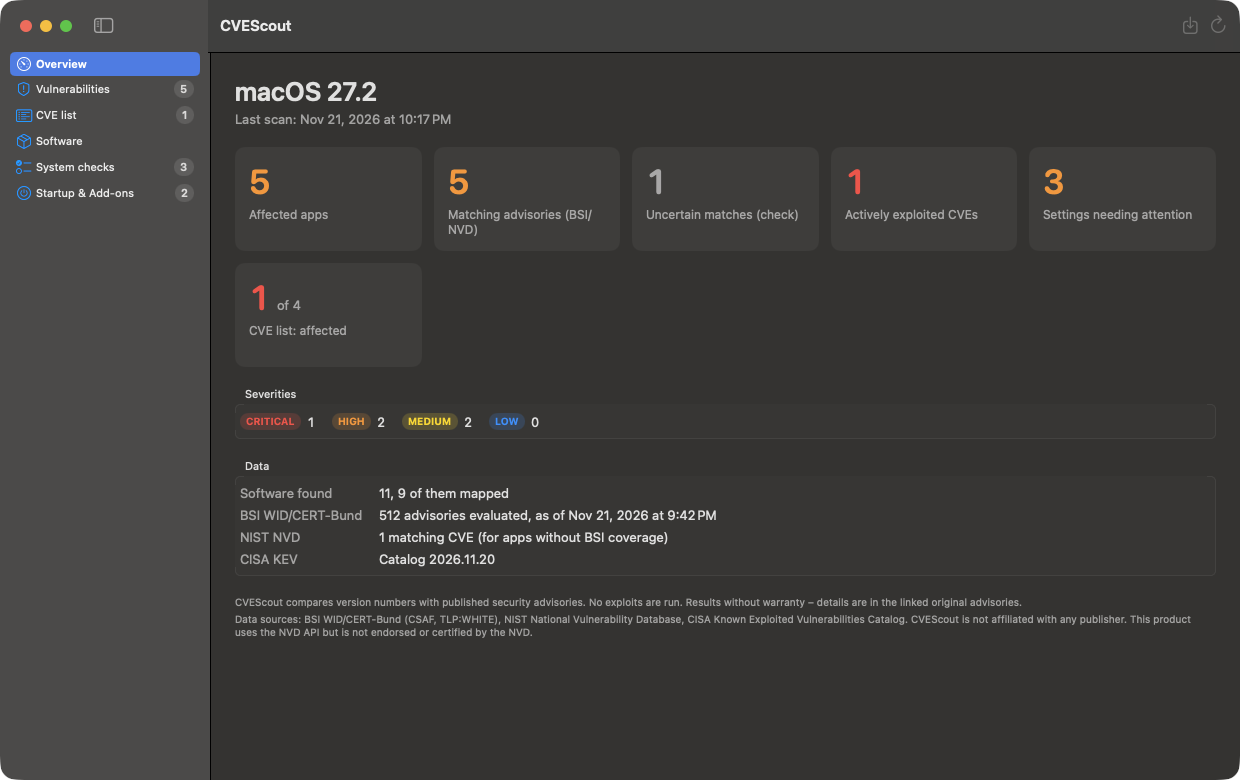 CVEScout
Overview
Vulnerabilities 5
CVE list 1
Software
System checks 3
Startup & Add-ons 2
macOS 27.2
Last scan: Nov 21, 2026 at 10:17 PM
5
Affected apps
5
Matching advisories (BSI/
NVD)
1
Uncertain matches (check)
1
Actively exploited CVEs
3
Settings needing attention
1 of 4
CVE list: affected
Severities
CRITICAL 1 HIGH 2 MEDIUM 2 LOW 0
Data
Software found 11, 9 of them mapped
BSI WID/CERT-Bund 512 advisories evaluated, as of Nov 21, 2026 at 9:42 PM
NIST NVD 1 matching CVE (for apps without BSI coverage)
CISA KEV Catalog 2026.11.20
CVEScout compares version numbers with published security advisories. No exploits are run. Results without warranty – details are in the linked original advisories.
Data sources: BSI WID/CERT-Bund (CSAF, TLP:WHITE), NIST National Vulnerability Database, CISA Known Exploited Vulnerabilities Catalog. CVEScout is not affiliated with any publisher. This product
uses the NVD API but is not endorsed or certified by the NVD.